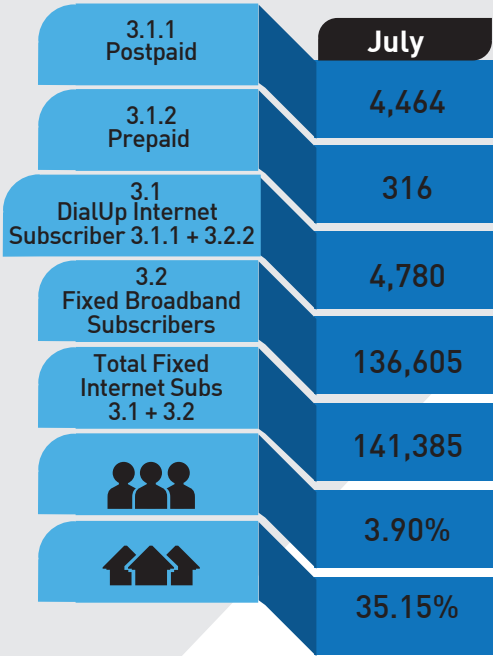 July
3.1.1
Postpaid
4,464
3.1.2
Prepaid
316
3.1
DialUp Internet
Subscriber 3.1.1 + 3.2.2
4,780
3.2
Fixed Broadband
Subscribers
136,605
Total Fixed
Internet Subs
3.1 + 3.2
141,385
3.90%
35.15%